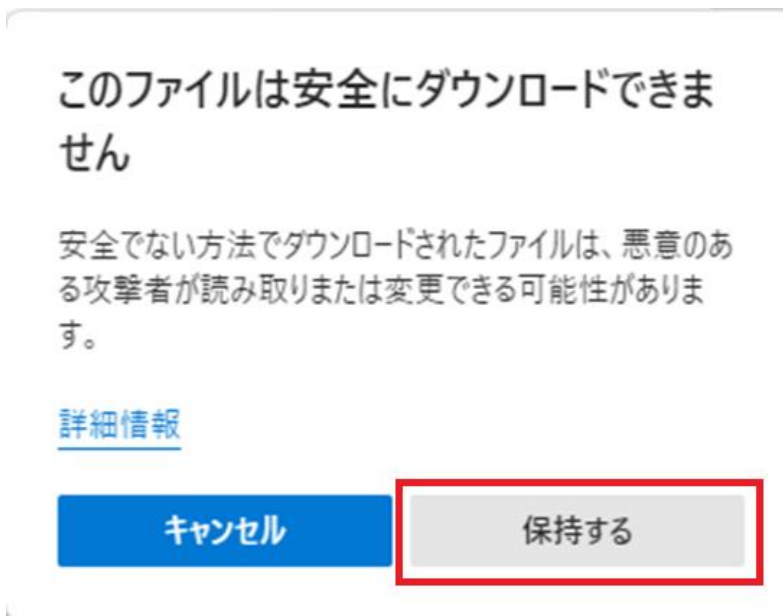 このファイルは安全にダウンロードできま
せん
安全でない方法でダウンロードされたファイルは、悪意のあ
る攻撃者が読み取りまたは変更できる可能性がありま
す。
詳細情報
キャンセル
保持する